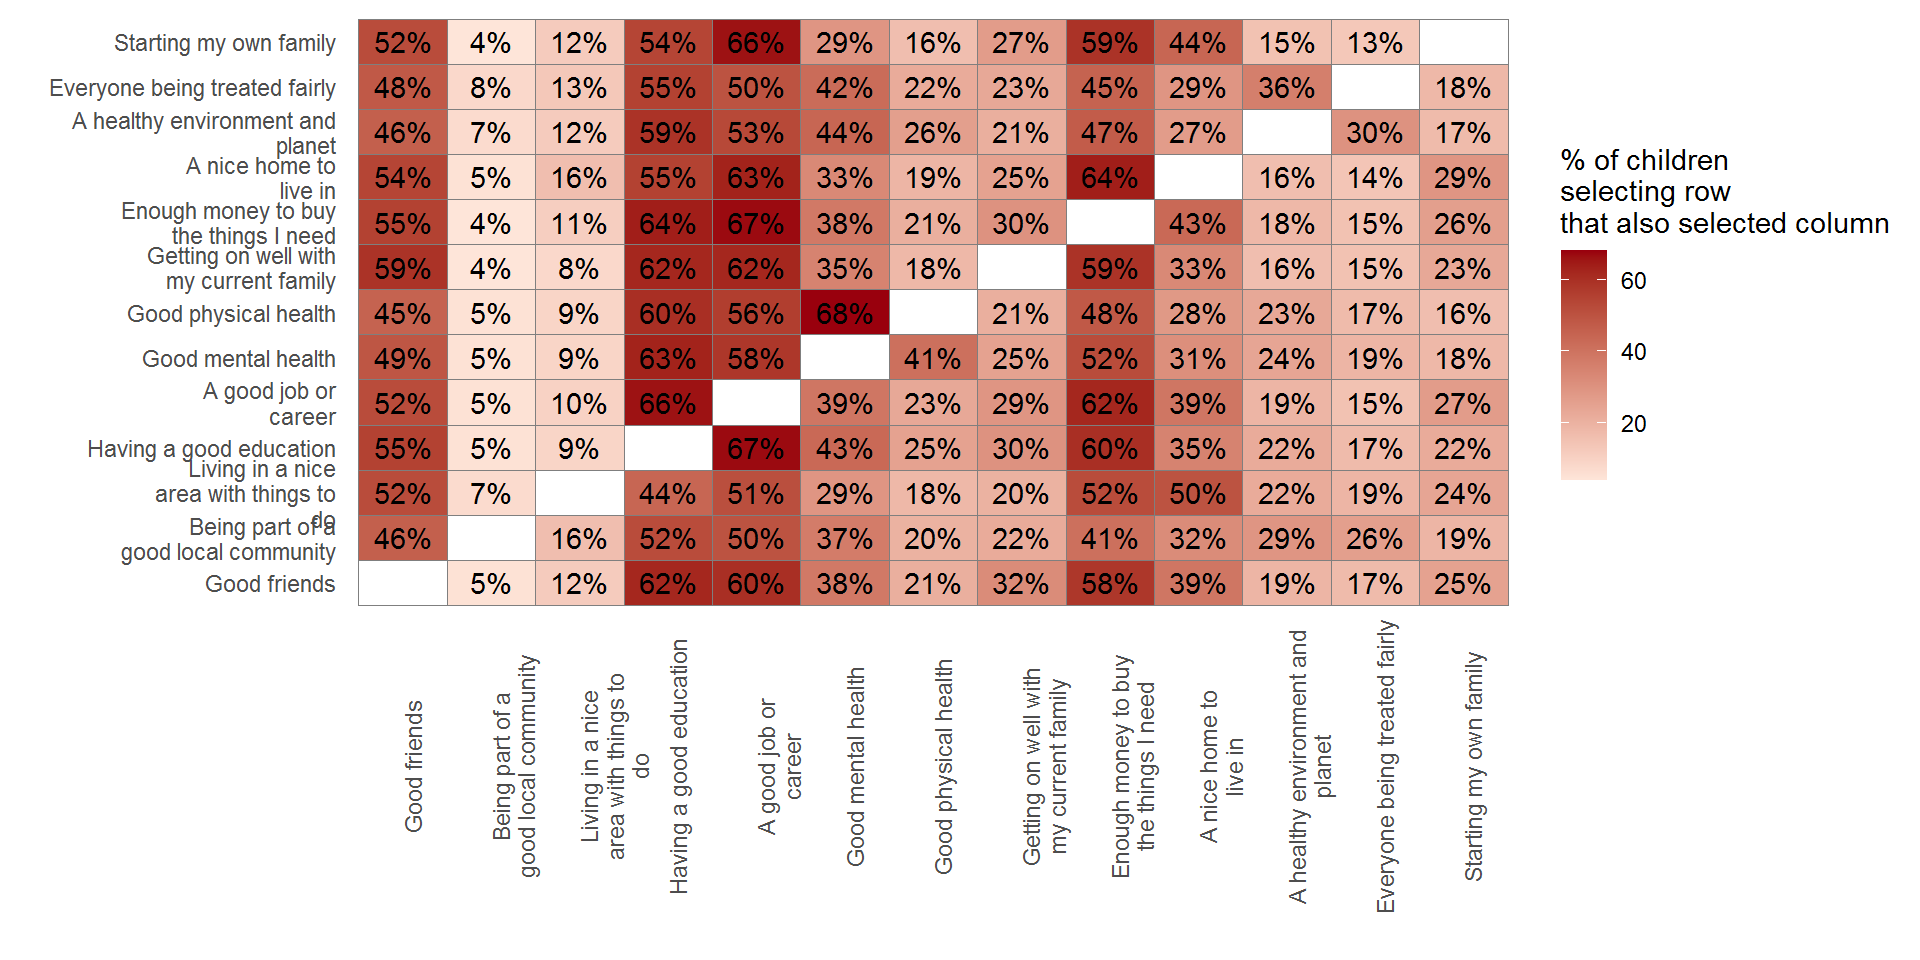 Starting my own family 52% 4% 12% 54% 66% 29% 16% 27% 59% 44% 15% 13%
Everyone being treated fairly 48% 8% 13% 55% 50% 42% 22% 23% 45% 29% 36% 18%
A healthy environment and
planet 46% 7% 12% 59% 53% 44% 26% 21% 47% 27% 30% 17%
A nice home to
live in 54% 5% 16% 55% 63% 33% 19% 25% 64% 16% 14% 29%
Enough money to buy
the things I need 55% 4% 11% 64% 67% 38% 21% 30% 43% 18% 15% 26%
Getting on well with
my current family 59% 4% 8% 62% 62% 35% 18% 59% 33% 16% 15% 23%
Good physical health 45% 5% 9% 60% 56% 68% 21% 48% 28% 23% 17% 16%
Good mental health 49% 5% 9% 63% 58% 41% 25% 52% 31% 24% 19% 18%
A good job or
career 52% 5% 10% 66% 39% 23% 29% 62% 39% 19% 15% 27%
Having a good education 55% 5% 9% 67% 43% 25% 30% 60% 35% 22% 17% 22%
Living in a nice
area with things to
do 52% 7% 44% 51% 29% 18% 20% 52% 50% 22% 19% 24%
Being part of a
good local community 46% 16% 52% 50% 37% 20% 22% 41% 32% 29% 26% 19%
Good friends 5% 12% 62% 60% 38% 21% 32% 58% 39% 19% 17% 25%
Good friends
Being part of a
good local community
Living in a nice
area with things to
do
Having a good education
A good job or
career
Good mental health
Good physical health
Getting on well with
my current family
Enough money to buy
the things I need
A nice home to
live in
A healthy environment and
planet
Everyone being treated fairly
Starting my own family
% of children
selecting row
that also selected column
60
40
20